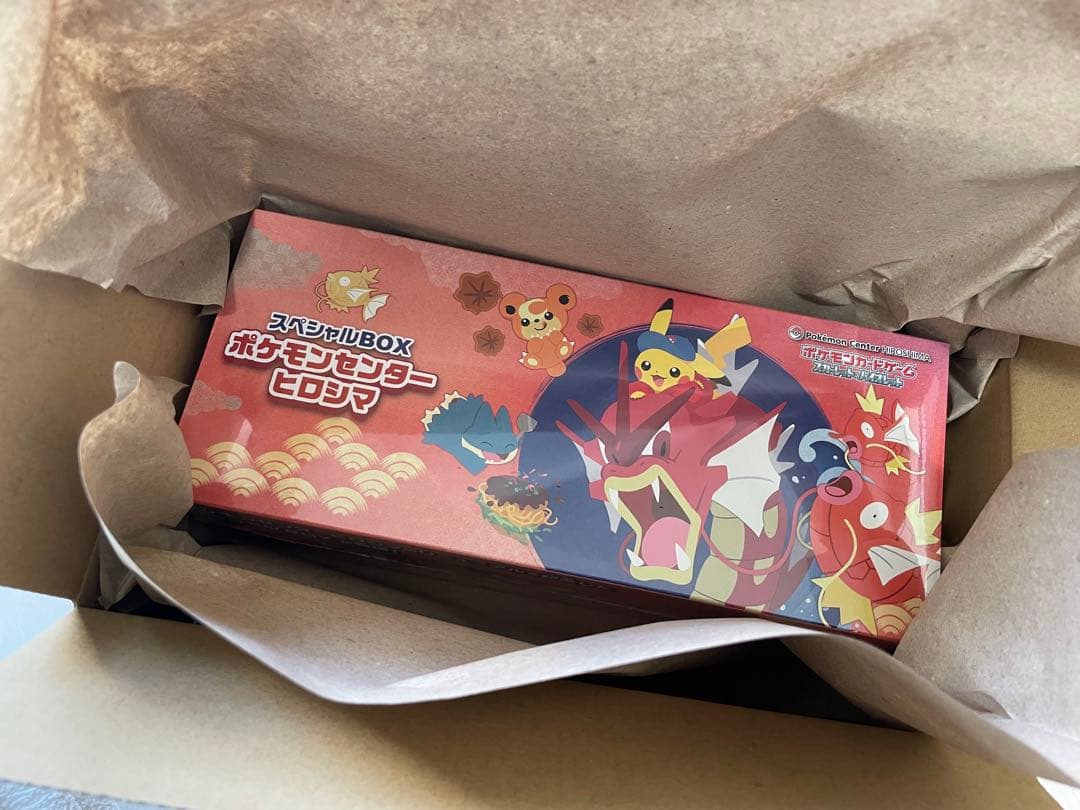 スペシャルBOX
ポケモンセンター
ヒロシマ
Pokémon Center HIROSHIMA
ポケモンカードゲーム
スカーレット&バイオレット